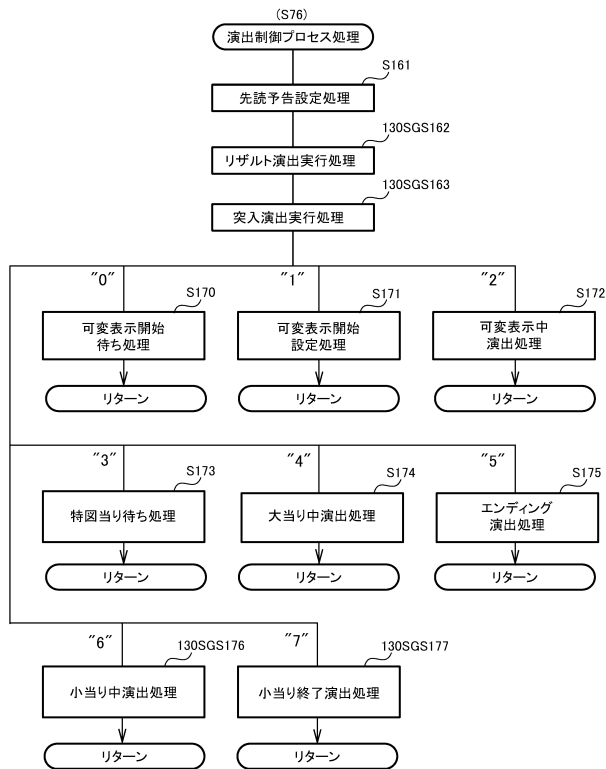 (S76)
演出制御プロセス処理
S161
先読予告設定処理
130SGS162
リザルト演出実行処理
130SGS163
突入演出実行処理
"0"
S170
可変表示開始
待ち処理
リターン
"1"
S171
可変表示開始
設定処理
リターン
"2"
S172
可変表示中
演出処理
リターン
"3"
S173
特図当り待ち処理
リターン
"4"
S174
大当り中演出処理
リターン
"5"
S175
エンディング
演出処理
リターン
"6"
130SGS176
小当り中演出処理
リターン
"7"
130SGS177
小当り終了演出処理
リターン